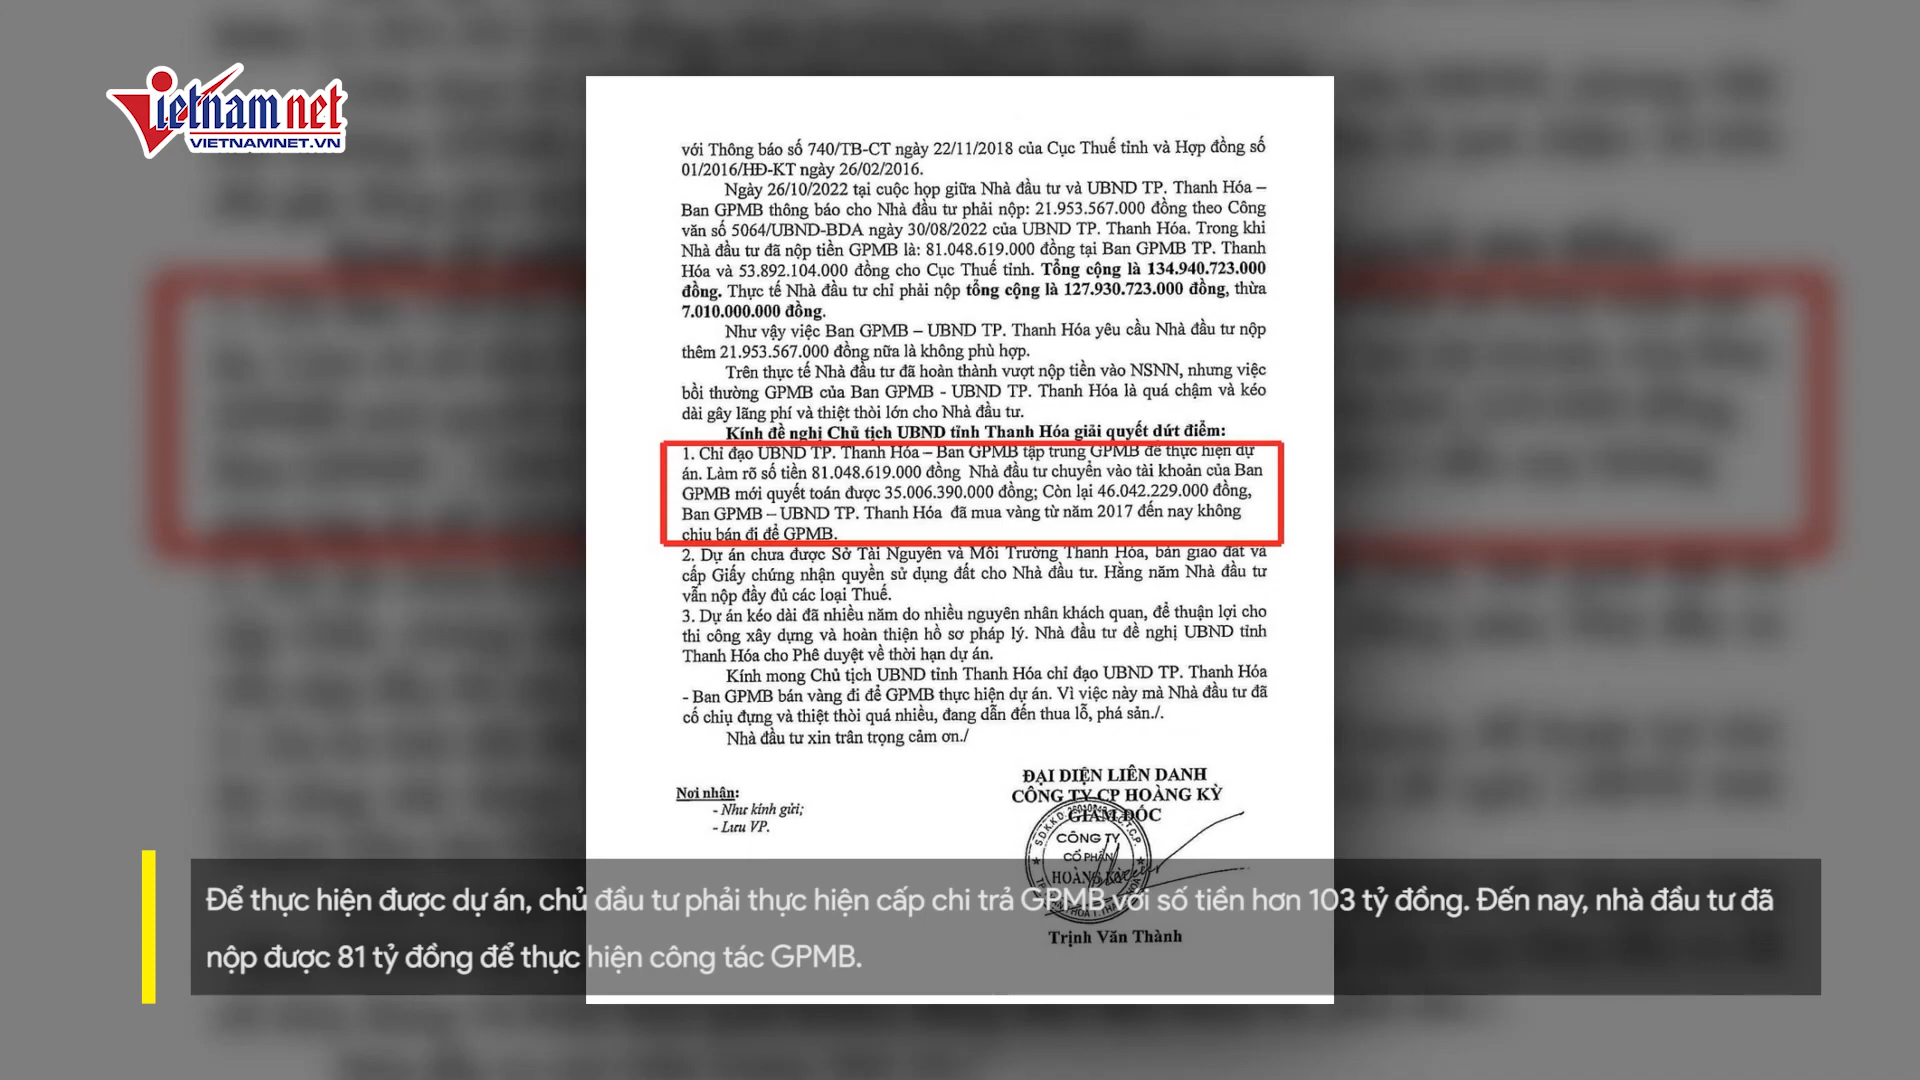 vietnamnet
VIETNAMNET.VN
với Thông báo số 740/TB-CT ngày 22/11/2018 của Cục Thuế tỉnh và Hợp đồng số
01/2016/HĐ-KT ngày 26/02/2016.
Ngày 26/10/2022 tại cuộc họp giữa Nhà đầu tư và UBND TP. Thanh Hóa –
Ban GPMB thông báo cho Nhà đầu tư phải nộp: 21.953.567.000 đồng theo Công
văn số 5064/UBND-BDA ngày 30/08/2022 của UBND TP. Thanh Hóa. Trong khi
Nhà đầu tư đã nộp tiền GPMB là: 81.048.619.000 đồng tại Ban GPMB TP. Thanh
Hóa và 53.892.104.000 đồng cho Cục Thuế tỉnh. Tổng cộng là 134.940.723.000
đồng. Thực tế Nhà đầu tư chỉ phải nộp tổng cộng là 127.930.723.000 đồng, thừa
7.010.000.000 đồng.
Như vậy việc Ban GPMB – UBND TP. Thanh Hóa yêu cầu Nhà đầu tư nộp
thêm 21.953.567.000 đồng nữa là không phù hợp.
Trên thực tế Nhà đầu tư đã hoàn thành vượt nộp tiền vào NSNN, nhưng việc
bồi thường GPMB của Ban GPMB - UBND TP. Thanh Hóa là quá chậm và kéo
dài gây lãng phí và thiệt thòi lớn cho Nhà đầu tư.
Kính đề nghị Chủ tịch UBND tỉnh Thanh Hóa giải quyết dứt điểm:
1. Chỉ đạo UBND TP. Thanh Hóa – Ban GPMB tập trung GPMB để thực hiện dự
án. Làm rõ số tiền 81.048.619.000 đồng Nhà đầu tư chuyển vào tài khoản của Ban
GPMB mới quyết toán được 35.006.390.000 đồng; Còn lại 46.042.229.000 đồng,
Ban GPMB – UBND TP. Thanh Hóa đã mua vàng từ năm 2017 đến nay không
chịu bán đi để GPMB.
2. Dự án chưa được Sở Tài Nguyên và Môi Trường Thanh Hóa, bàn giao đất và
cấp Giấy chứng nhận quyền sử dụng đất cho Nhà đầu tư. Hằng năm Nhà đầu tư
vẫn nộp đầy đủ các loại Thuế.
3. Dự án kéo dài đã nhiều năm do nhiều nguyên nhân khách quan, để thuận lợi cho
thi công xây dựng và hoàn thiện hồ sơ pháp lý. Nhà đầu tư đề nghị UBND tỉnh
Thanh Hóa cho Phê duyệt về thời hạn dự án.
Kính mong Chủ tịch UBND tỉnh Thanh Hóa chỉ đạo UBND TP. Thanh Hóa
- Ban GPMB bán vàng đi để GPMB thực hiện dự án. Vì việc này mà Nhà đầu tư đã
cố chịu đựng và thiệt thòi quá nhiều, đang dẫn đến thua lỗ, phá sản./.
Nhà đầu tư xin trân trọng cảm ơn./
Nơi nhận:
- Như kính gửi;
- Lưu VP.
ĐẠI DIỆN LIÊN DANH
CÔNG TY CP HOÀNG KỲ
GIÁM ĐỐC
CÔNG TY
CỔ PHẦN
HOÀNG KỲ
Trịnh Văn Thành
Để thực hiện được dự án, chủ đầu tư phải thực hiện cấp chi trả GPMB với số tiền hơn 103 tỷ đồng. Đến nay, nhà đầu tư đã
nộp được 81 tỷ đồng để thực hiện công tác GPMB.